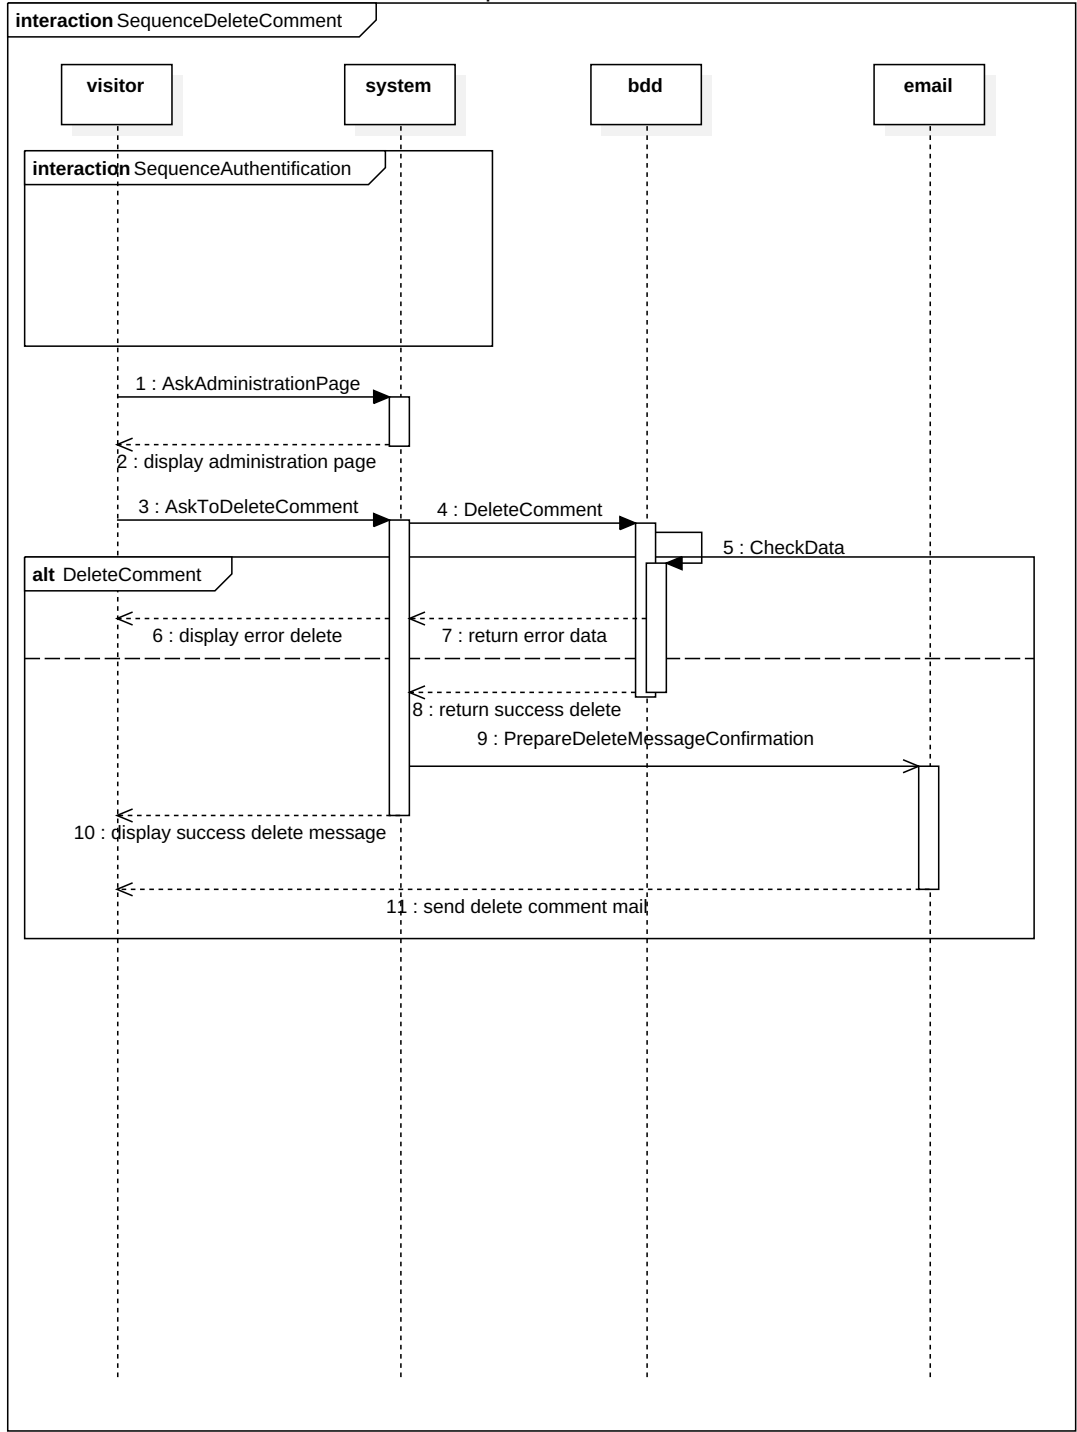 interaction SequenceDeleteComment
visitor
system
bdd
email
interaction SequenceAuthentification
1 : AskAdministrationPage
2 : display administration page
3 : AskToDeleteComment
4 : DeleteComment
5 : CheckData
alt DeleteComment
6 : display error delete
7 : return error data
8 : return success delete
9 : PrepareDeleteMessageConfirmation
10 : display success delete message
11 : send delete comment mail